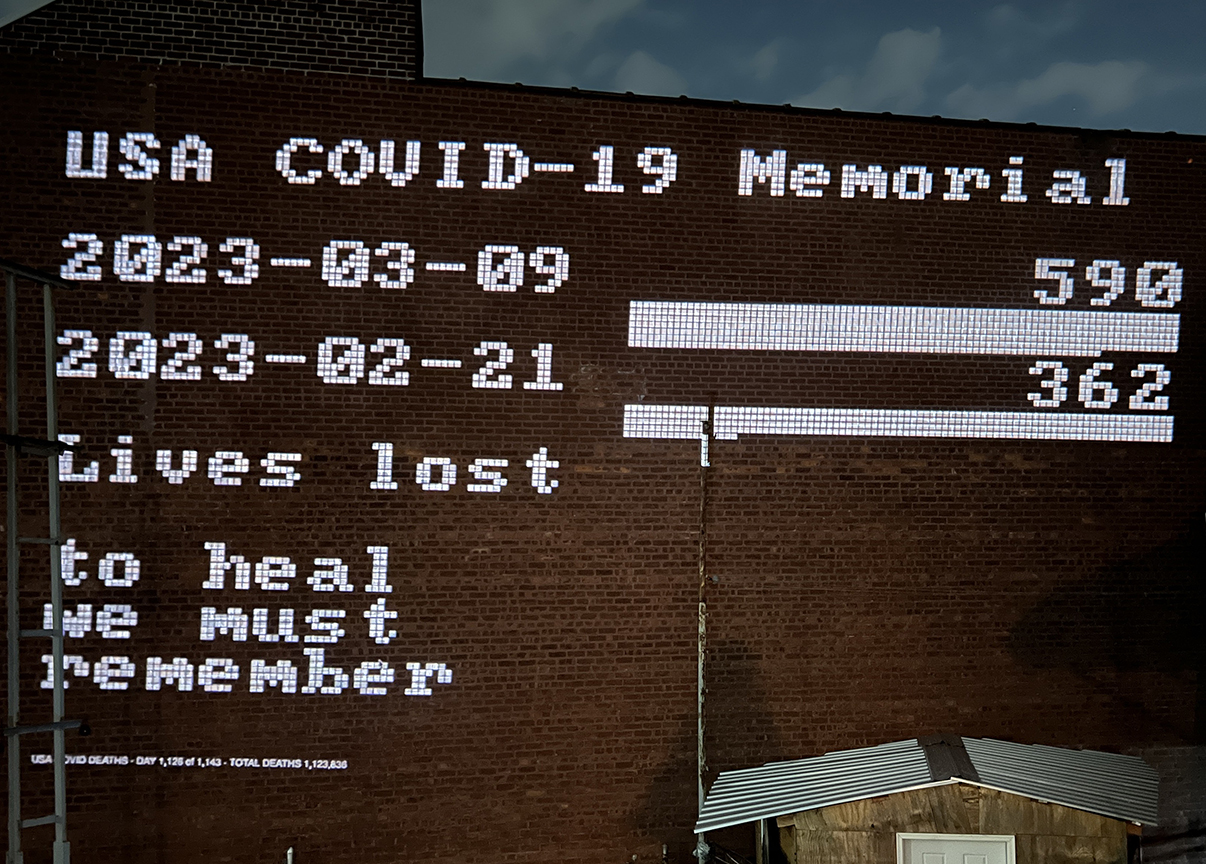 USA COVID-19 Memorial
2023-03-09 590
2023-02-21 362
Lives lost
to heal
we must
remember
USA COVID DEATHS - DAY 1,126 of 1,143 - TOTAL DEATHS 1,123,836